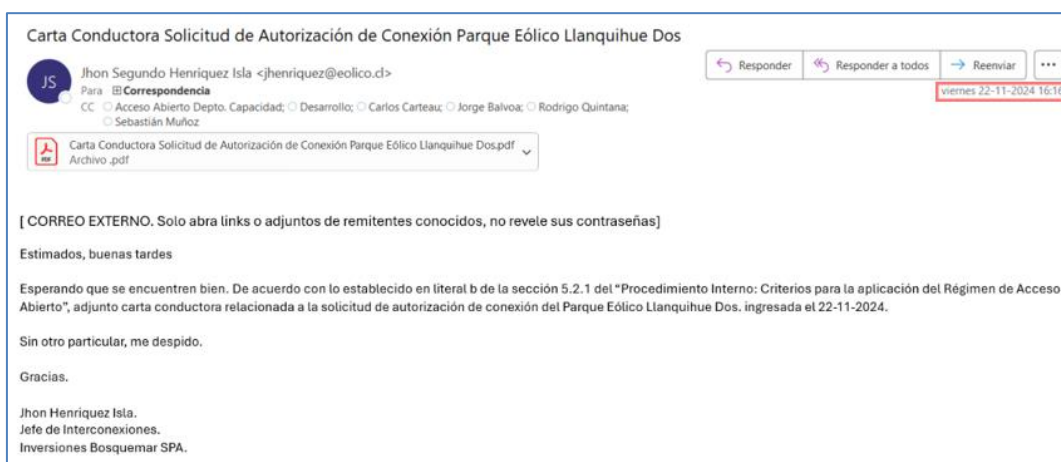 Carta Conductora Solicitud de Autorización de Conexión Parque Eólico Llanquihue Dos
JS
Jhon Segundo Henriquez Isla <jhenriquez@eolico.cl>
Responder
Responder a todos
Reenviar
Para Correspondencia
viernes 22-11-2024 16:16
CC Acceso Abierto Depto. Capacidad; Desarrollo; Carlos Carteau; Jorge Balvoa; Rodrigo Quintana;
Sebastián Muñoz
Carta Conductora Solicitud de Autorización de Conexión Parque Eólico Llanquihue Dos.pdf
PDF
Archivo .pdf
[ CORREO EXTERNO. Solo abra links o adjuntos de remitentes conocidos, no revele sus contraseñas]
Estimados, buenas tardes
Esperando que se encuentren bien. De acuerdo con lo establecido en literal b de la sección 5.2.1 del “Procedimiento Interno: Criterios para la aplicación del Régimen de Acceso
Abierto”, adjunto carta conductora relacionada a la solicitud de autorización de conexión del Parque Eólico Llanquihue Dos. ingresada el 22-11-2024.
Sin otro particular, me despido.
Gracias.
Jhon Henriquez Isla.
Jefe de Interconexiones.
Inversiones Bosquemar SPA.